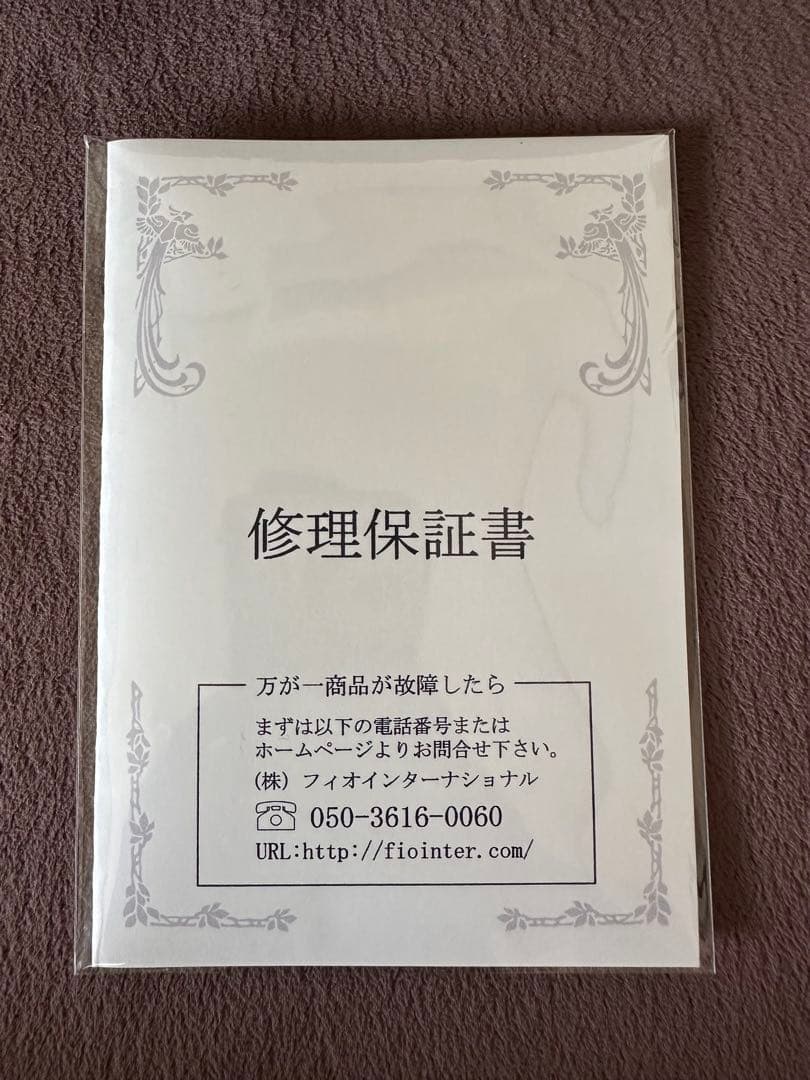 修理保証書
万が一商品が故障したら
まずは以下の電話番号または
ホームページよりお問合せ下さい。
(株) フィオインターナショナル
☏ 050-3616-0060
URL:http://fiointer.com/